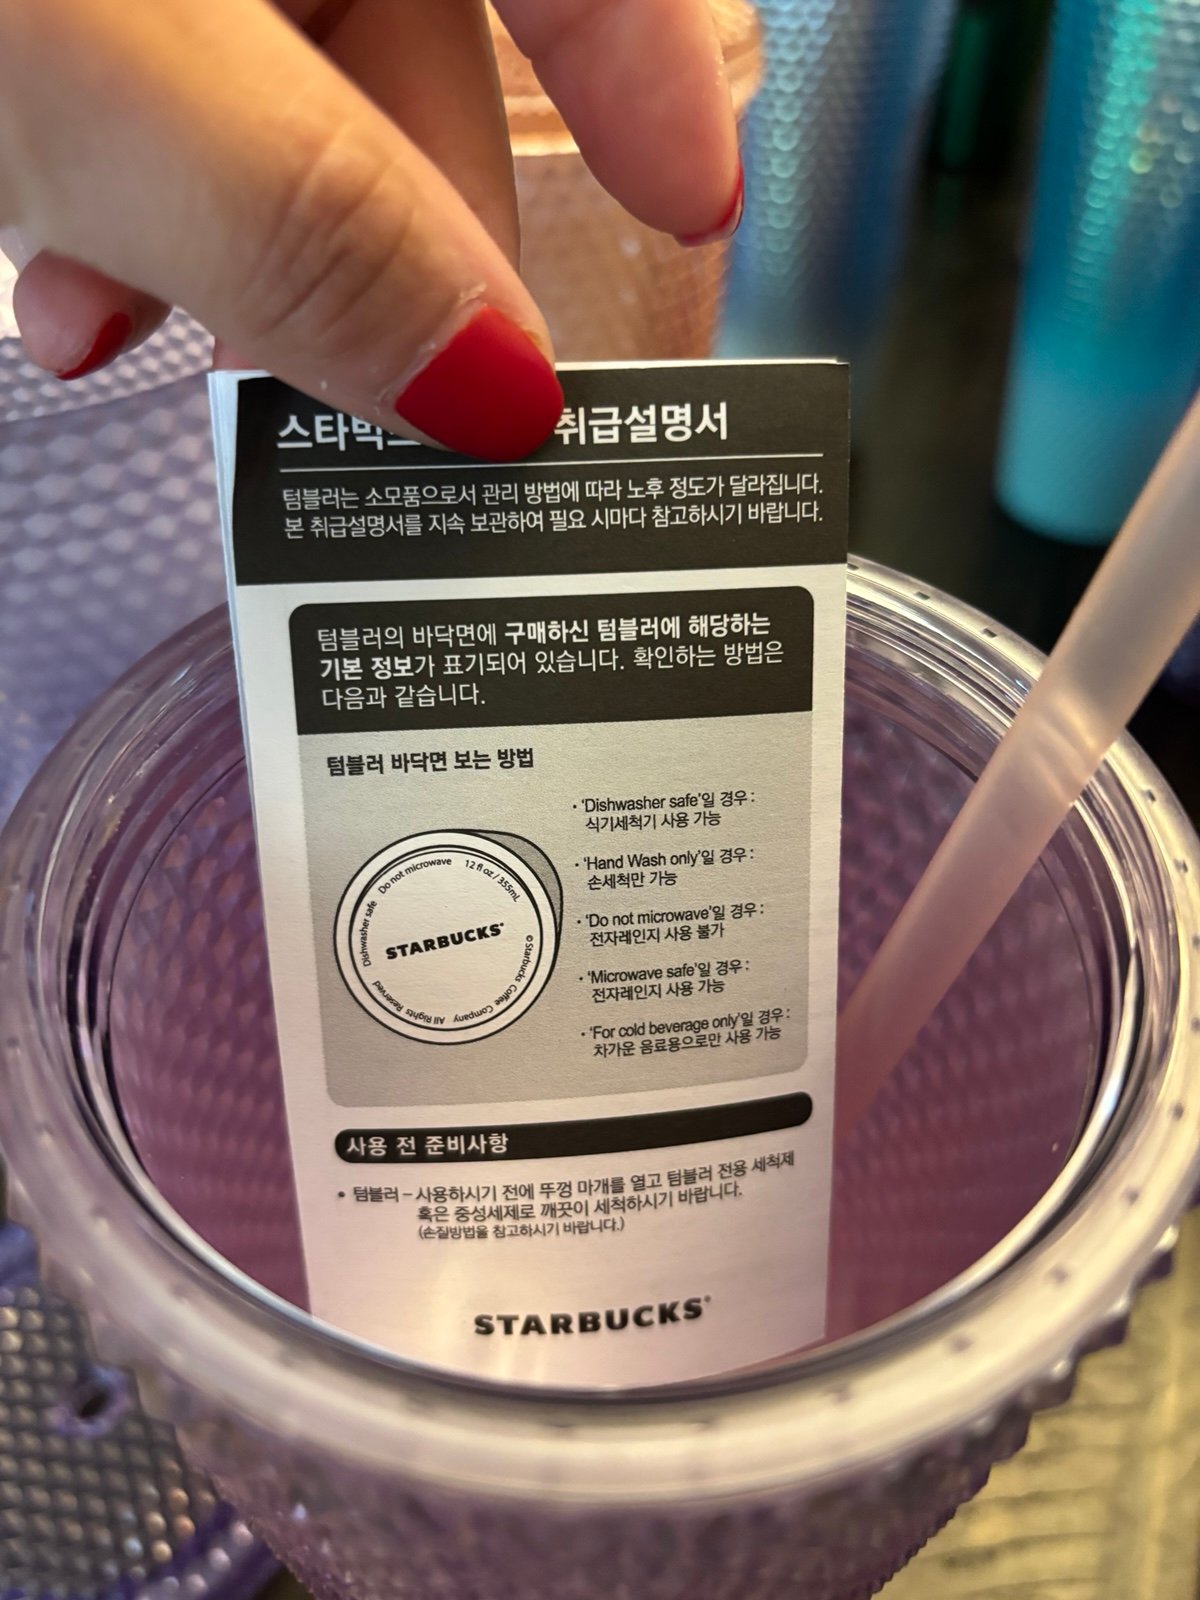 스타벅 취급설명서
텀블러는 소모품으로서 관리 방법에 따라 노후 정도가 달라집니다.
본 취급설명서를 지속 보관하여 필요 시마다 참고하시기 바랍니다.
텀블러의 바닥면에 구매하신 텀블러에 해당하는
기본 정보가 표기되어 있습니다. 확인하는 방법은
다음과 같습니다.
텀블러 바닥면 보는 방법
Dishwasher safe Do not microwave 12 fl oz / 355mL
STARBUCKS®
©Starbucks Coffee Company All Rights Reserved
• 'Dishwasher safe'일 경우 :
식기세척기 사용 가능
• 'Hand Wash only'일 경우 :
손세척만 가능
• 'Do not microwave'일 경우 :
전자레인지 사용 불가
• 'Microwave safe'일 경우 :
전자레인지 사용 가능
• 'For cold beverage only'일 경우 :
차가운 음료용으로만 사용 가능
사용 전 준비사항
• 텀블러 – 사용하시기 전에 뚜껑 마개를 열고 텀블러 전용 세척제
혹은 중성세제로 깨끗이 세척하시기 바랍니다.
(손질방법을 참고하시기 바랍니다.)
STARBUCKS®